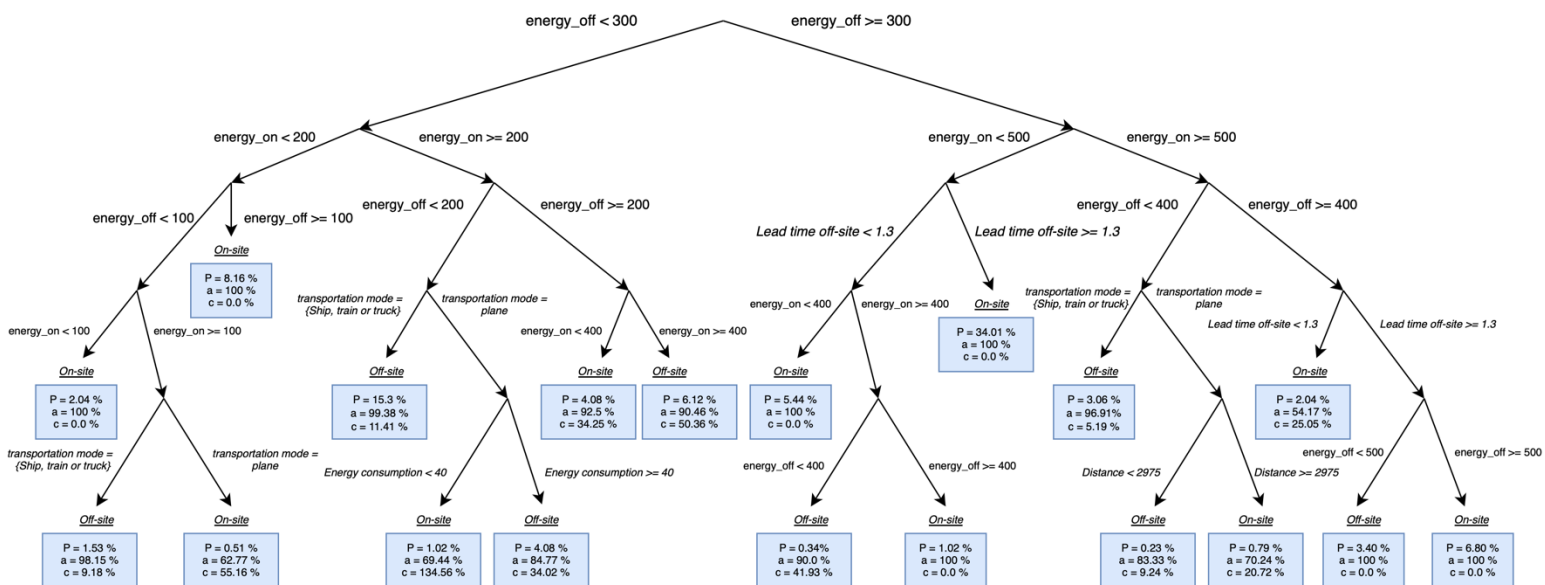 energy_off < 300
energy_off >= 300
energy_on < 200
energy_on >= 200
energy_on < 500
energy_on >= 500
energy_off < 100
energy_off >= 100
energy_off < 200
energy_off >= 200
Lead time off-site < 1.3
Lead time off-site >= 1.3
energy_off < 400
energy_off >= 400
On-site
P = 8.16 %
a = 100 %
c = 0.0 %
energy_on < 100
energy_on >= 100
transportation mode =
{Ship, train or truck}
transportation mode =
plane
energy_on < 400
energy_on >= 400
energy_on < 400
energy_on >= 400
On-site
P = 34.01 %
a = 100 %
c = 0.0 %
transportation mode =
{Ship, train or truck}
transportation mode =
plane
Lead time off-site < 1.3
Lead time off-site >= 1.3
On-site
P = 2.04 %
a = 100 %
c = 0.0 %
Off-site
P = 15.3 %
a = 99.38 %
c = 11.41 %
On-site
P = 4.08 %
a = 92.5 %
c = 34.25 %
Off-site
P = 6.12 %
a = 90.46 %
c = 50.36 %
On-site
P = 5.44 %
a = 100 %
c = 0.0 %
Off-site
P = 3.06 %
a = 96.91%
c = 5.19 %
On-site
P = 2.04 %
a = 54.17 %
c = 25.05 %
transportation mode =
{Ship, train or truck}
transportation mode =
plane
Energy consumption < 40
Energy consumption >= 40
energy_off < 400
energy_off >= 400
Distance < 2975
Distance >= 2975
energy_off < 500
energy_off >= 500
Off-site
P = 1.53 %
a = 98.15 %
c = 9.18 %
On-site
P = 0.51 %
a = 62.77 %
c = 55.16 %
On-site
P = 1.02 %
a = 69.44 %
c = 134.56 %
Off-site
P = 4.08 %
a = 84.77 %
c = 34.02 %
Off-site
P = 0.34%
a = 90.0 %
c = 41.93 %
On-site
P = 1.02 %
a = 100 %
c = 0.0 %
Off-site
P = 0.23 %
a = 83.33 %
c = 9.24 %
On-site
P = 0.79 %
a = 70.24 %
c = 20.72 %
Off-site
P = 3.40 %
a = 100 %
c = 0.0 %
On-site
P = 6.80 %
a = 100 %
c = 0.0 %